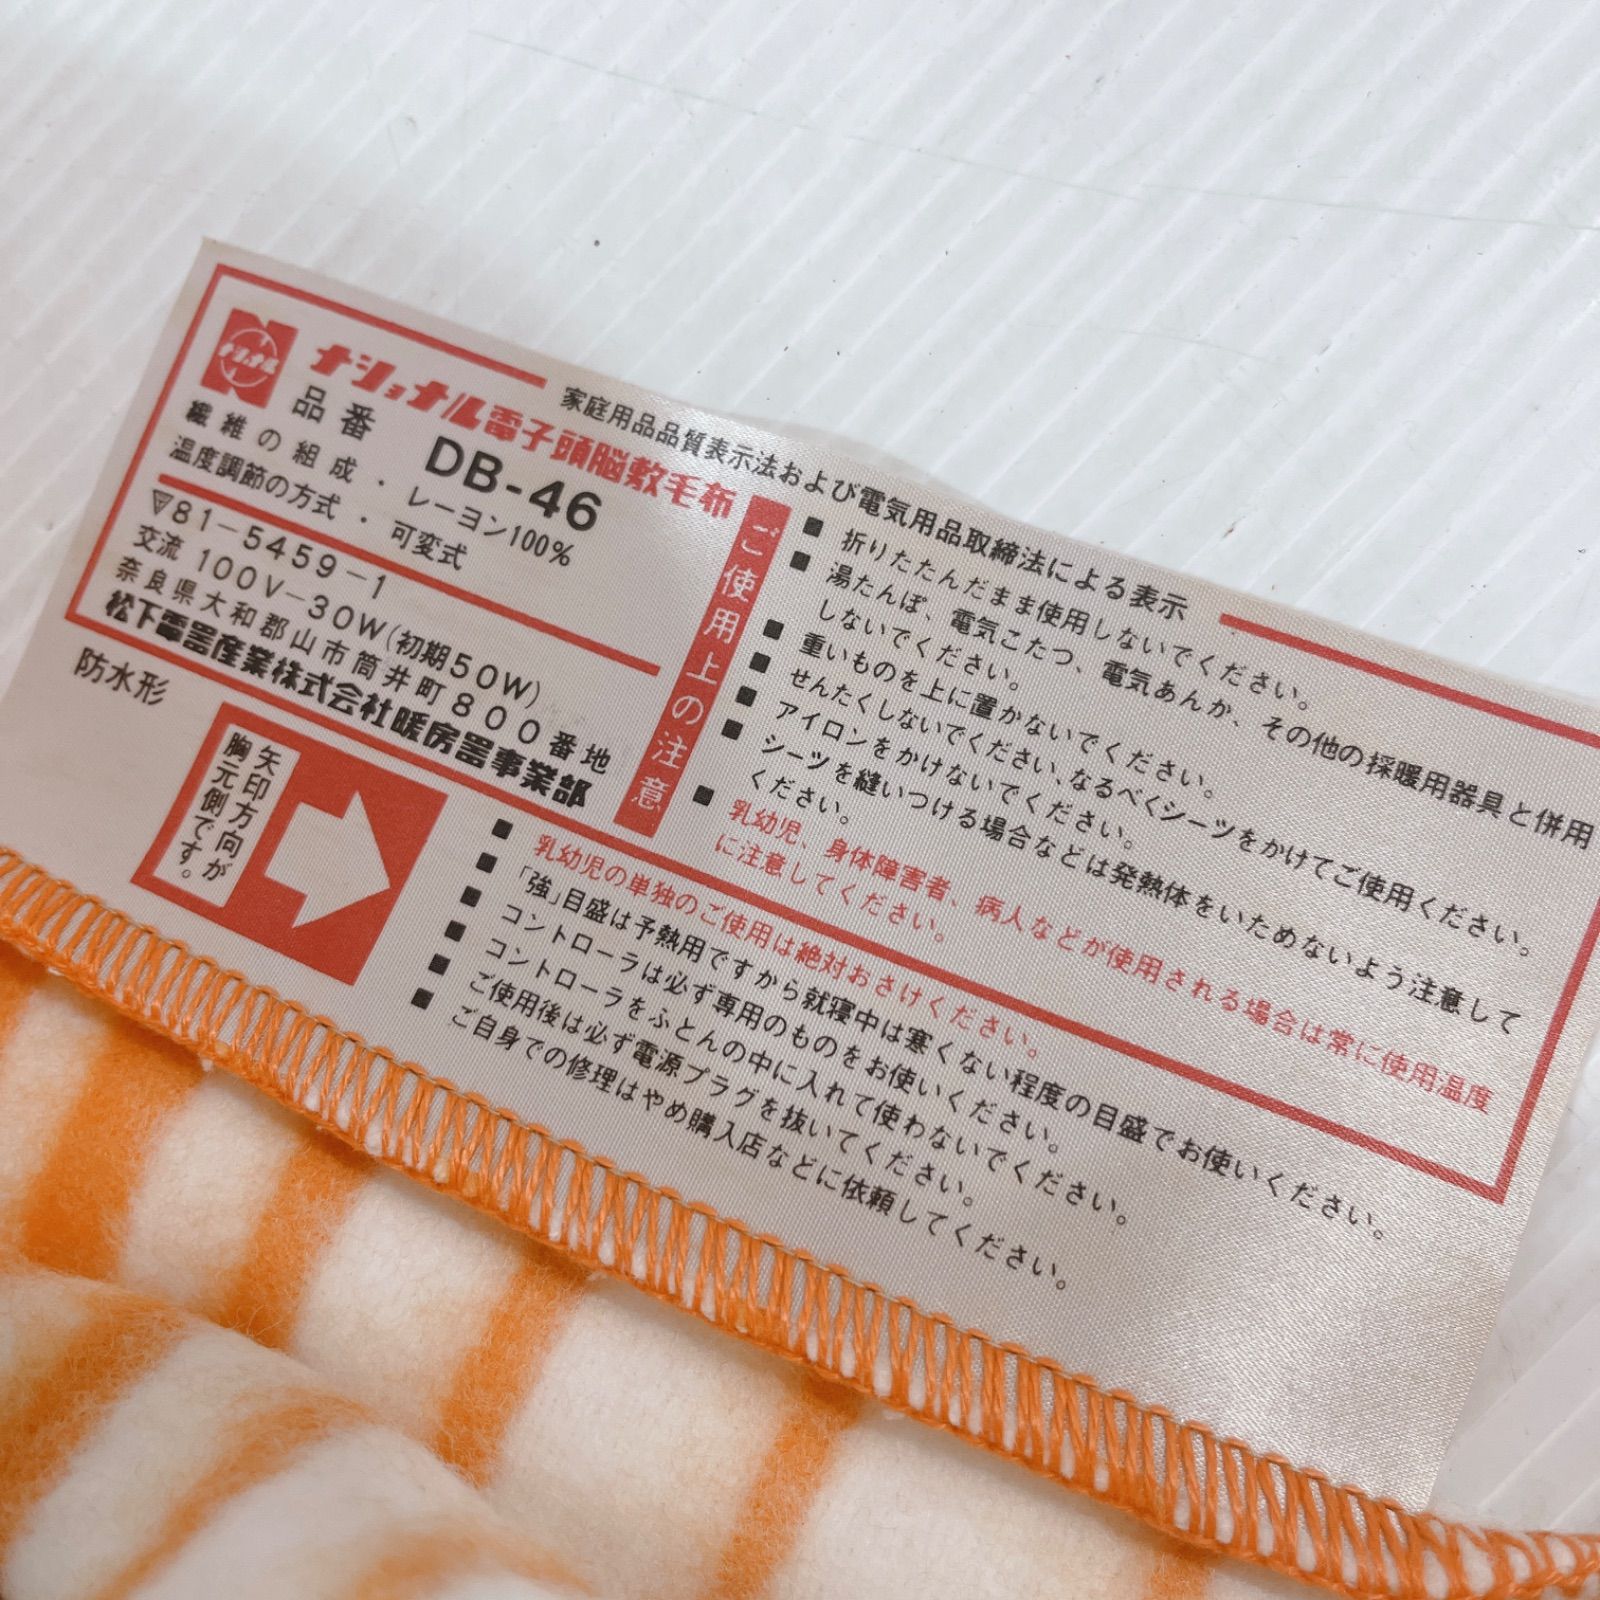 ナショナル
ナショナル電子頭脳敷毛布
品番 DB-46
繊維の組成・レーヨン100%
温度調節の方式・可変式
▽81-5459-1
交流 100V-30W(初期50W)
奈良県大和郡山市筒井町800番地
松下電器産業株式会社暖房器事業部
防水形
矢印方向が
胸元側です。
家庭用品品質表示法および電気用品取締法による表示
ご使用上の注意
■ 折りたたんだまま使用しないでください。
■ 湯たんぽ、電気こたつ、電気あんか、その他の採暖用器具と併用
しないでください。
■ 重いものを上に置かないでください。
■ せんたくしないでください、なるべくシーツをかけてご使用ください。
■ アイロンをかけないでください。
■ シーツを縫いつける場合などは発熱体をいためないよう注意して
ください。
■ 乳幼児、身体障害者、病人などが使用される場合は常に使用温度
に注意してください。
■ 乳幼児の単独のご使用は絶対おさけください。
■ 「強」目盛は予熱用ですから就寝中は寒くない程度の目盛でお使いください。
■ コントローラは必ず専用のものをお使いください。
■ コントローラをふとんの中に入れて使わないでください。
■ ご使用後は必ず電源プラグを抜いてください。
■ ご自身での修理はやめ購入店などに依頼してください。